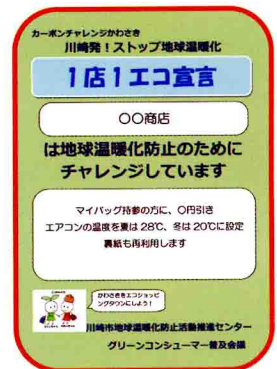 カーボンチャレンジかわさき
川崎発！ストップ地球温暖化
1店1エコ宣言
〇〇商店
は地球温暖化防止のために
チャレンジしています
マイバッグ持参の方に、〇円引き
エアコンの温度を夏は28℃、冬は20℃に設定
裏紙も再利用します
かわさきをエコショッピ
ングタウンにしよう！
川崎市地球温暖化防止活動推進センター
グリーンコンシューマー普及会議